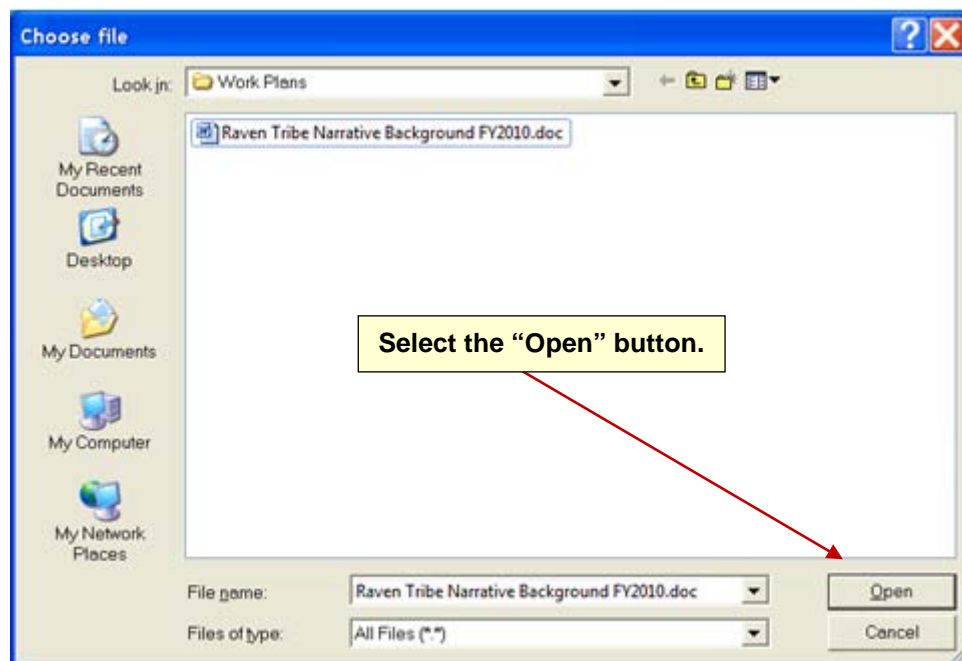 Choose file
Look in:
Work Plans
Raven Tribe Narrative Background FY2010.doc
My Recent
Documents
Desktop
My Documents
My Computer
My Network
Places
Select the “Open” button.
File name:
Raven Tribe Narrative Background FY2010.doc
Open
Files of type:
All Files (*.*)
Cancel